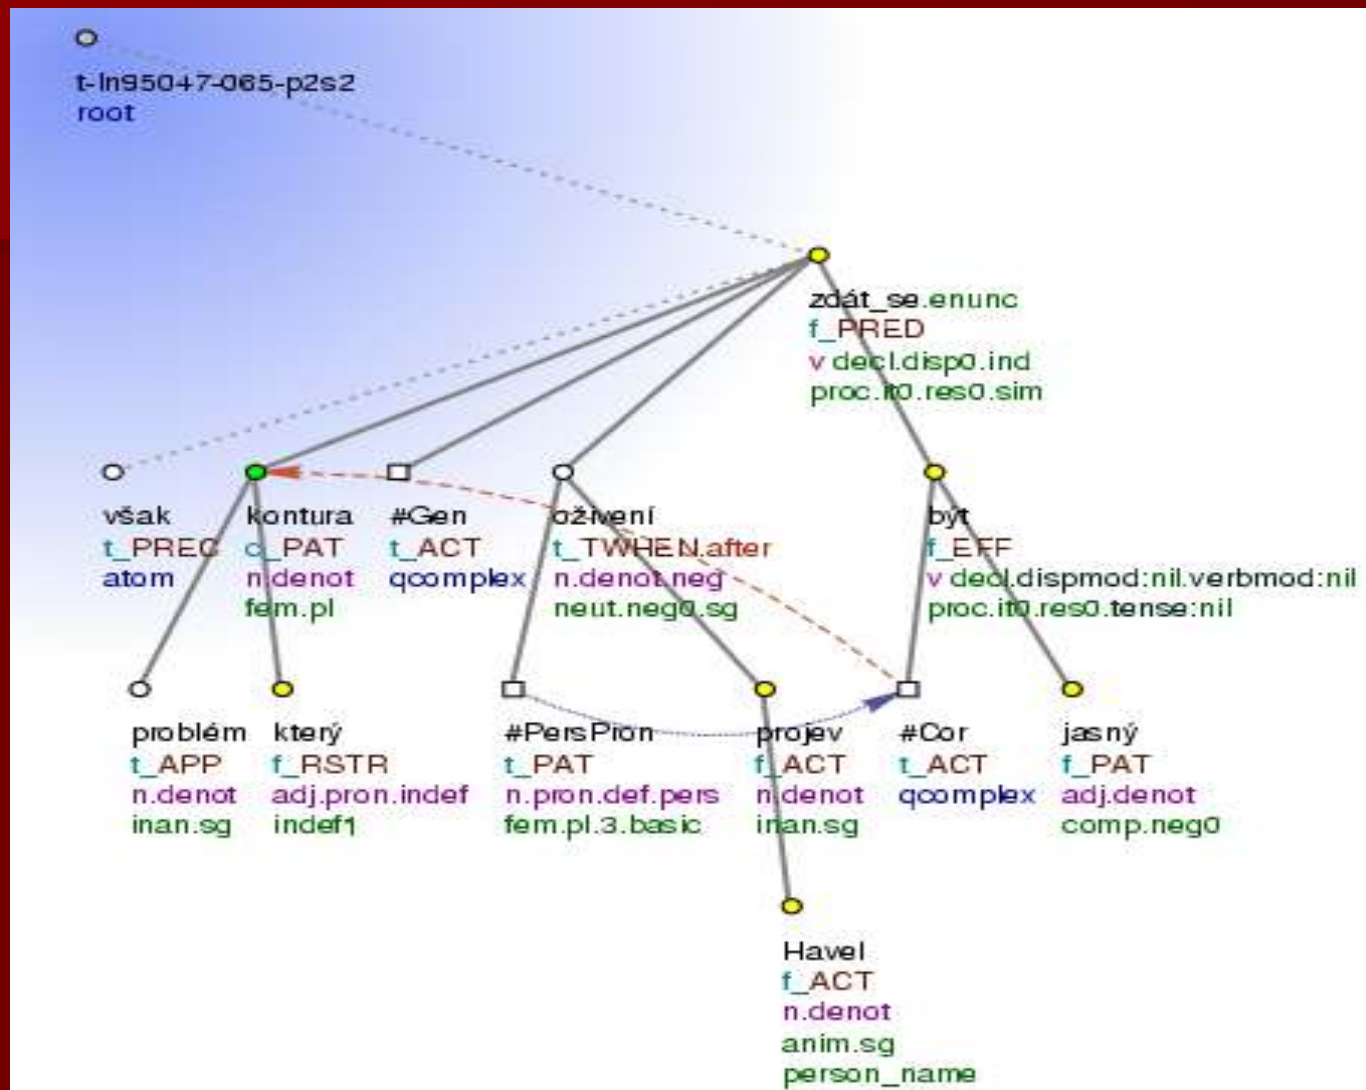 t-ln95047-065-p2s2
root
zdát_se.enunc
f_PRED
v decl.disp0.ind
proc.it0.res0.sim
však
t_PREC
atom
kontura
c_PAT
n.denot
fem.pl
#Gen
t_ACT
qcomplex
oživení
t_TWHEN.after
n.denot.neg
neut.neg0.sg
být
f_EFF
v decl.dispmod:nil.verbmod:nil
proc.it0.res0.tense:nil
problém
t_APP
n.denot
inan.sg
který
f_RSTR
adj.pron.indef
indef1
#PersPron
t_PAT
n.pron.def.pers
fem.pl.3.basic
projev
f_ACT
n.denot
inan.sg
#Cor
t_ACT
qcomplex
jasný
f_PAT
adj.denot
comp.neg0
Havel
f_ACT
n.denot
anim.sg
person_name